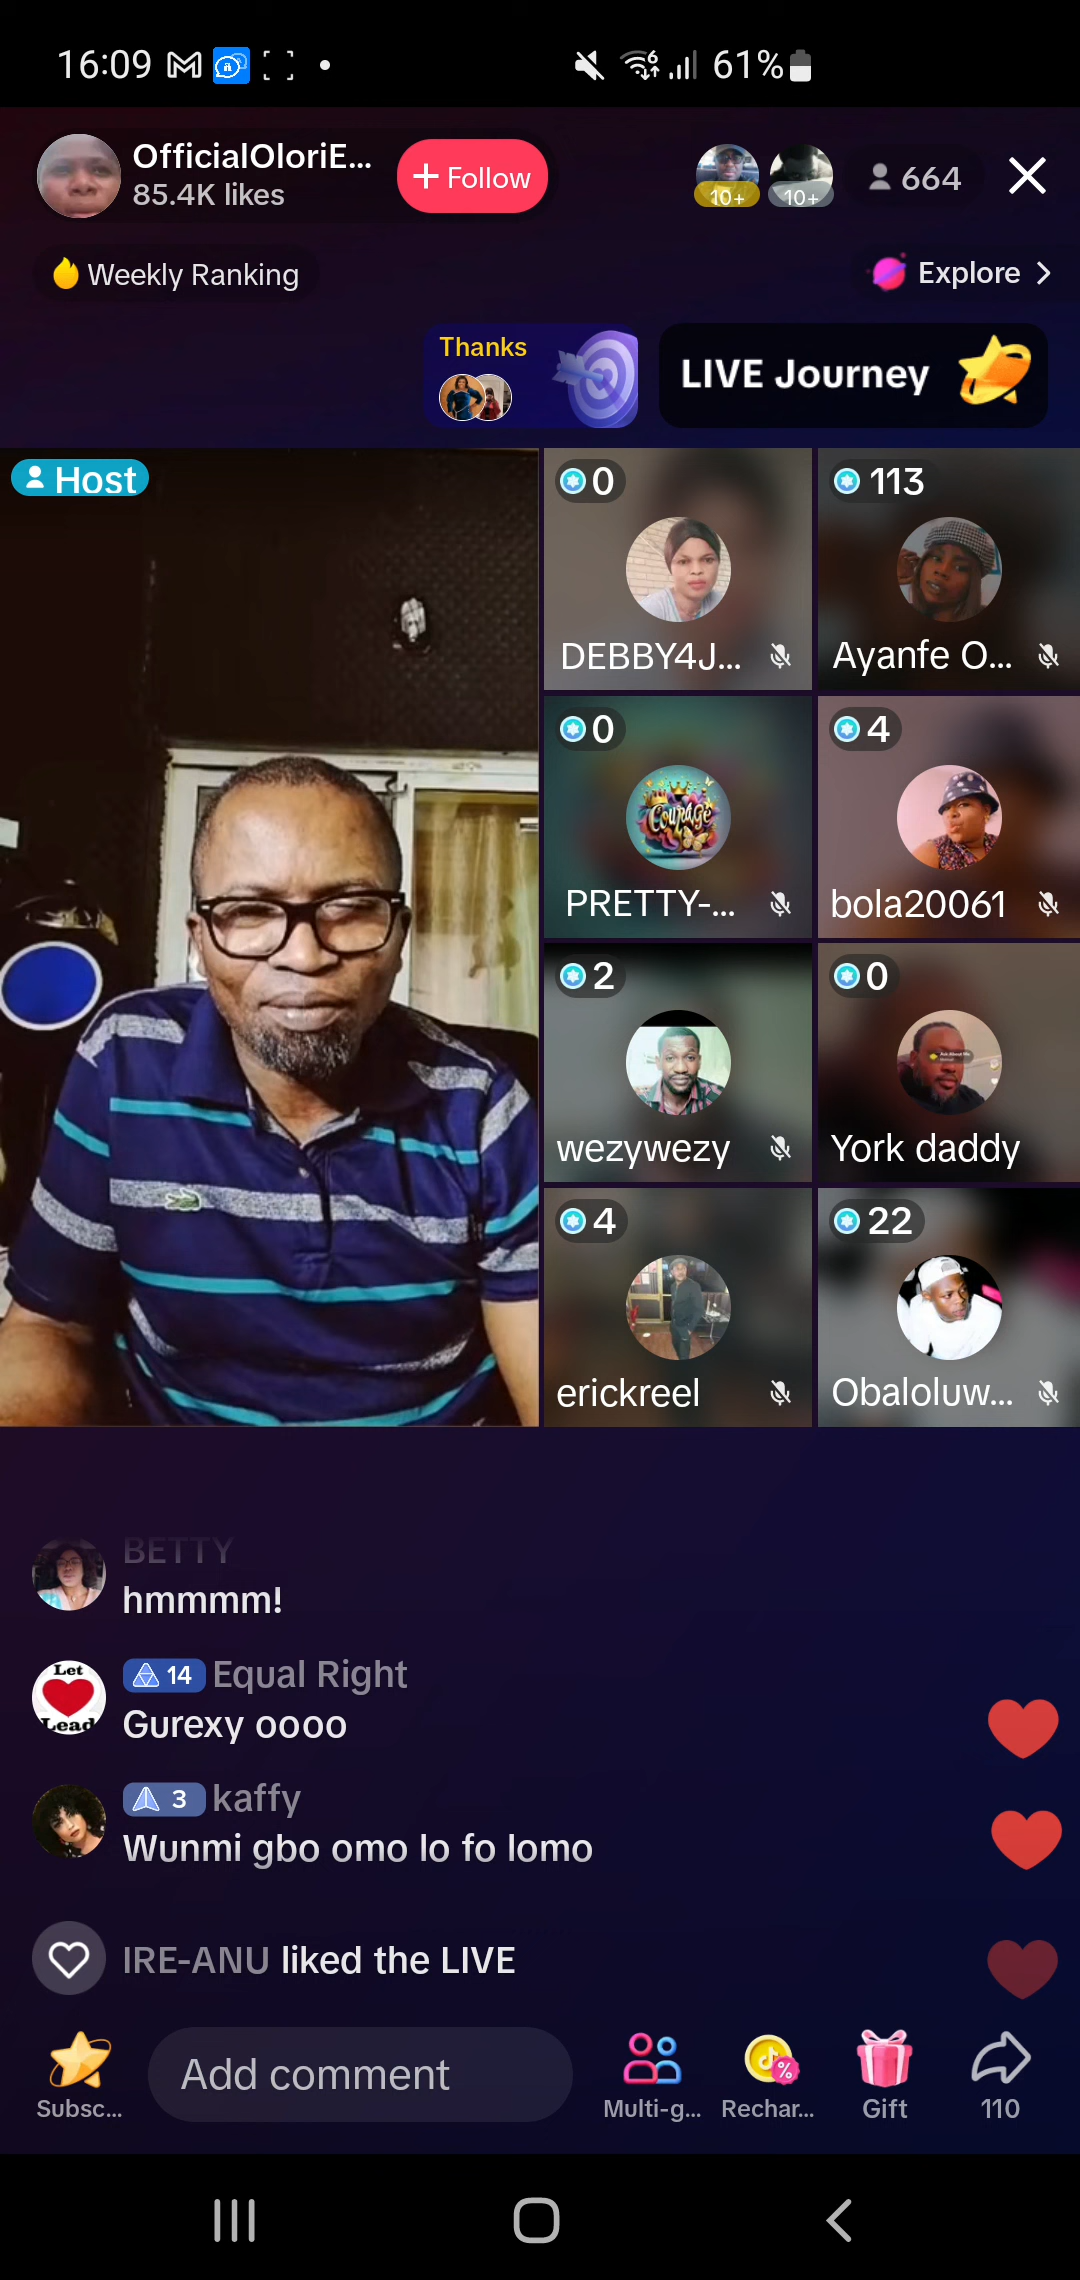 16:09
61%
OfficialOloriE...
85.4K likes
+ Follow
10+
10+
664
Weekly Ranking
Explore
Thanks
LIVE Journey
Host
0
DEBBY4J...
113
Ayanfe O...
0
Courage
PRETTY-...
4
bola20061
2
wezywezy
0
York daddy
4
erickreel
22
Obaloluw...
BETTY
hmmmm!
Let
Lead
14 Equal Right
Gurexy oooo
3 kaffy
Wunmi gbo omo lo fo lomo
IRE-ANU liked the LIVE
Subsc...
Add comment
Multi-g...
%
Rechar...
Gift
110